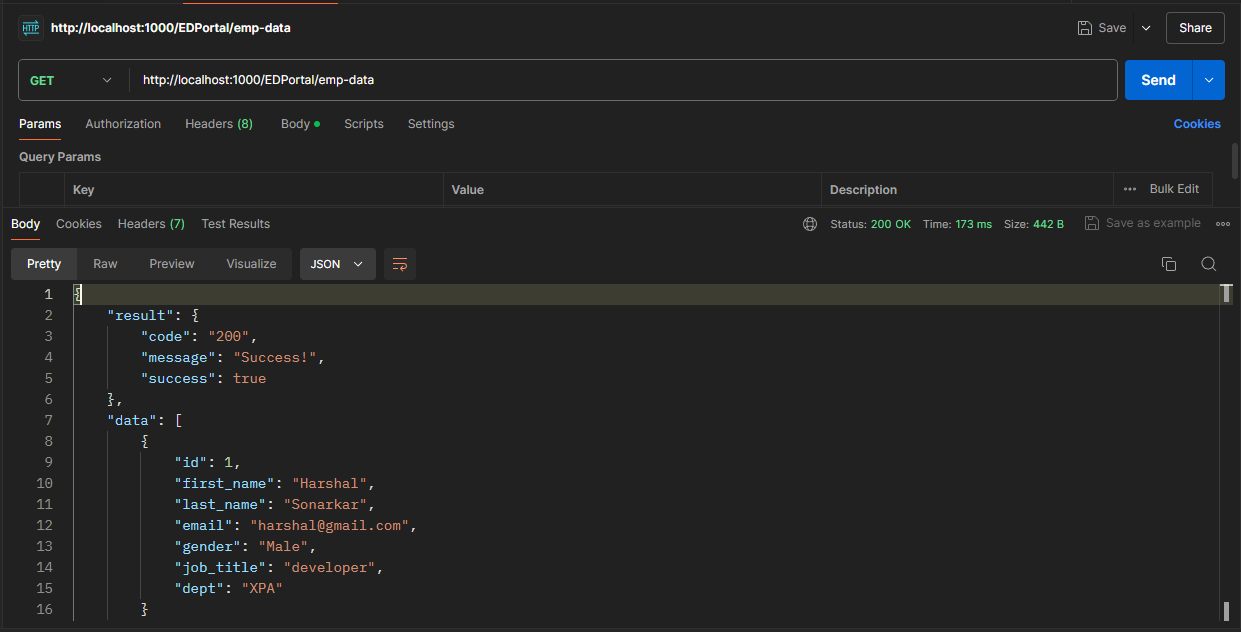 HTTP http://localhost:1000/EDPortal/emp-data Save Share
GET http://localhost:1000/EDPortal/emp-data Send
Params Authorization Headers (8) Body Scripts Settings Cookies
Query Params
Key Value Description ••• Bulk Edit
Body Cookies Headers (7) Test Results Status: 200 OK Time: 173 ms Size: 442 B Save as example
Pretty Raw Preview Visualize JSON
1 {
2 "result": {
3 "code": "200",
4 "message": "Success!",
5 "success": true
6 },
7 "data": [
8 {
9 "id": 1,
10 "first_name": "Harshal",
11 "last_name": "Sonarkar",
12 "email": "harshal@gmail.com",
13 "gender": "Male",
14 "job_title": "developer",
15 "dept": "XPA"
16 }